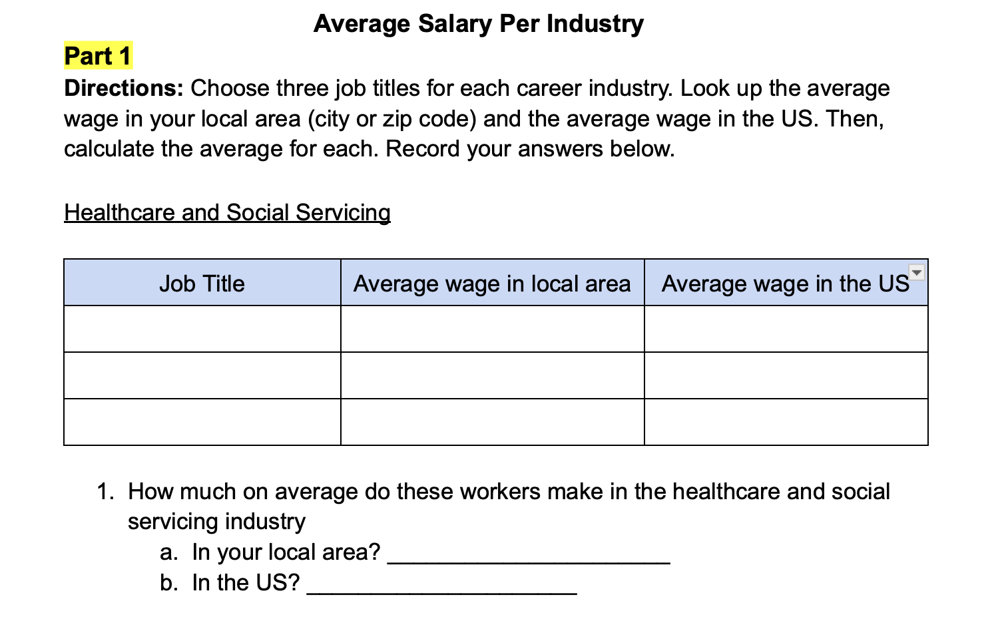 Average Salary Per Industry
Part 1
Directions: Choose three job titles for each career industry. Look up the average
wage in your local area (city or zip code) and the average wage in the US. Then,
calculate the average for each. Record your answers below.
Healthcare and Social Servicing
Job Title Average wage in local area Average wage in the US
1. How much on average do these workers make in the healthcare and social
servicing industry
a. In your local area? ______________________
b. In the US? _____________________